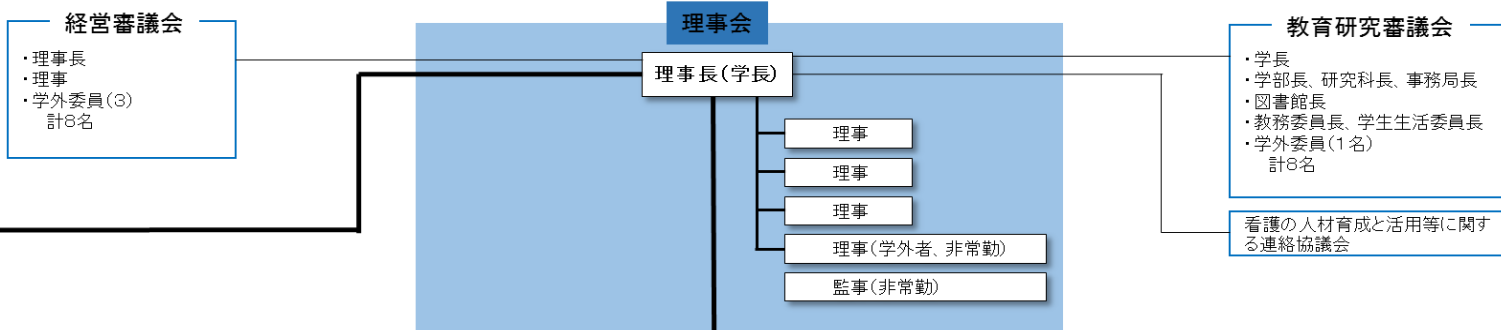 経営審議会
・理事長
・理事
・学外委員(3)
計8名
理事会
理事長(学長)
理事
理事
理事
理事(学外者、非常勤)
監事(非常勤)
教育研究審議会
・学長
・学部長、研究科長、事務局長
・図書館長
・教務委員長、学生生活委員長
・学外委員(1名)
計8名
看護の人材育成と活用等に関す
る連絡協議会